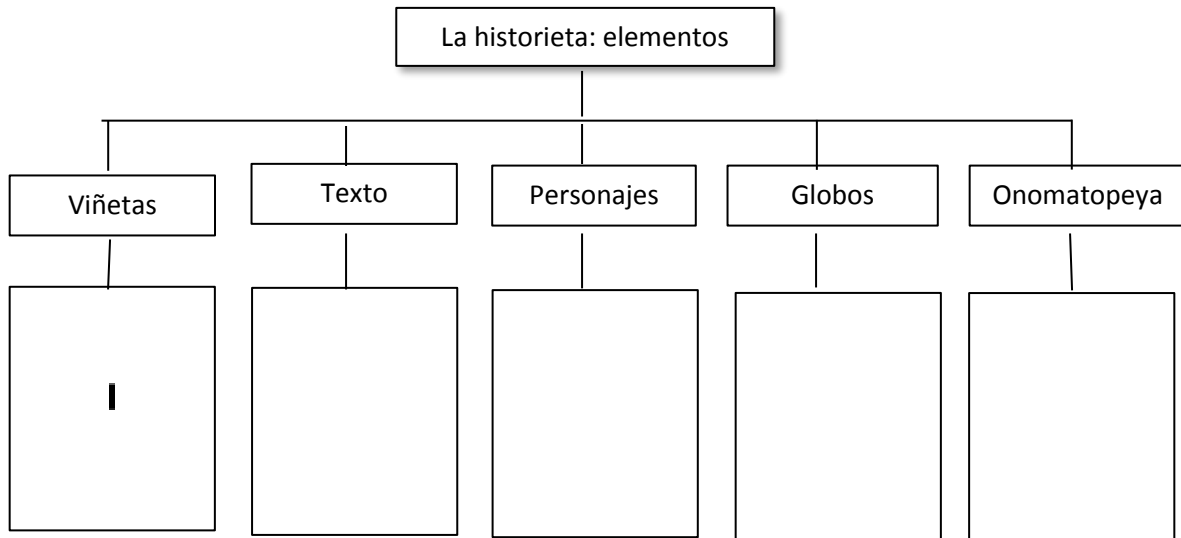 La historieta: elementos
Viñetas
Texto
Personajes
Globos
Onomatopeya